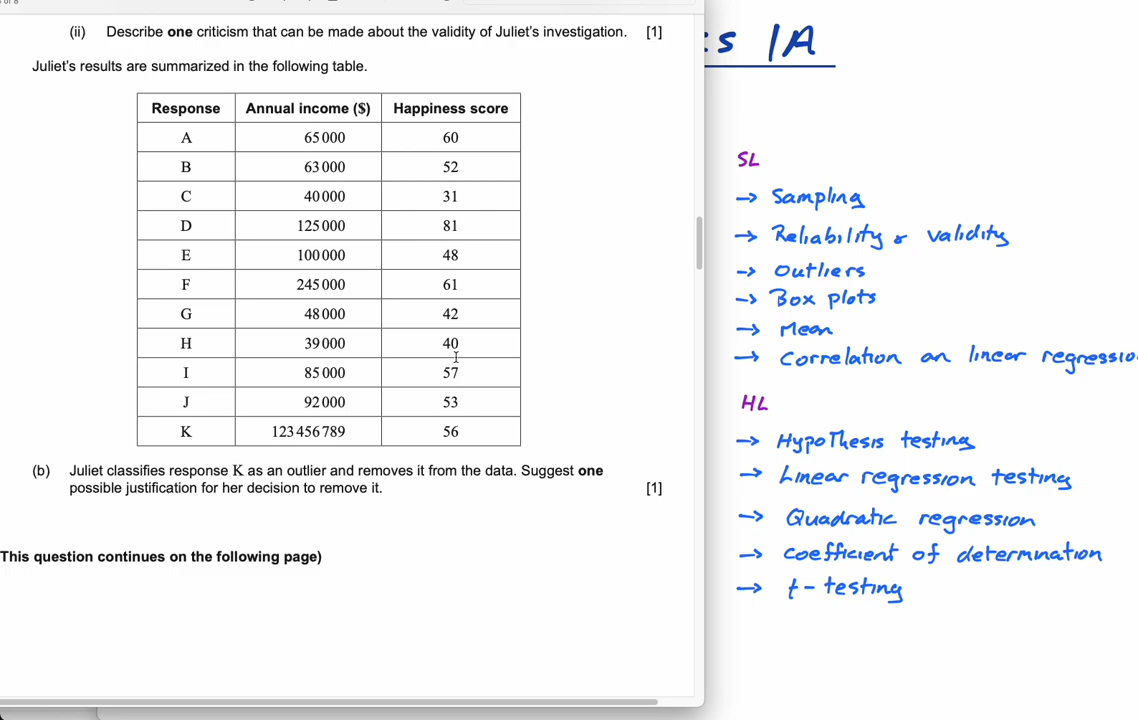 (ii) Describe one criticism that can be made about the validity of Juliet's investigation. [1]
Juliet's results are summarized in the following table.
Response Annual income ($) Happiness score
A 65 000 60
B 63 000 52
C 40 000 31
D 125 000 81
E 100 000 48
F 245 000 61
G 48 000 42
H 39 000 40
I 85 000 57
J 92 000 53
K 123 456 789 56
(b) Juliet classifies response K as an outlier and removes it from the data. Suggest one
possible justification for her decision to remove it. [1]
This question continues on the following page)
s 1A
SL
→ Sampling
→ Reliability & validity
→ Outliers
→ Box plots
→ Mean
→ Correlation an linear regressio
HL
→ Hypothesis testing
→ Linear regression testing
→ Quadratic regression
→ coefficient of determination
→ t-testing